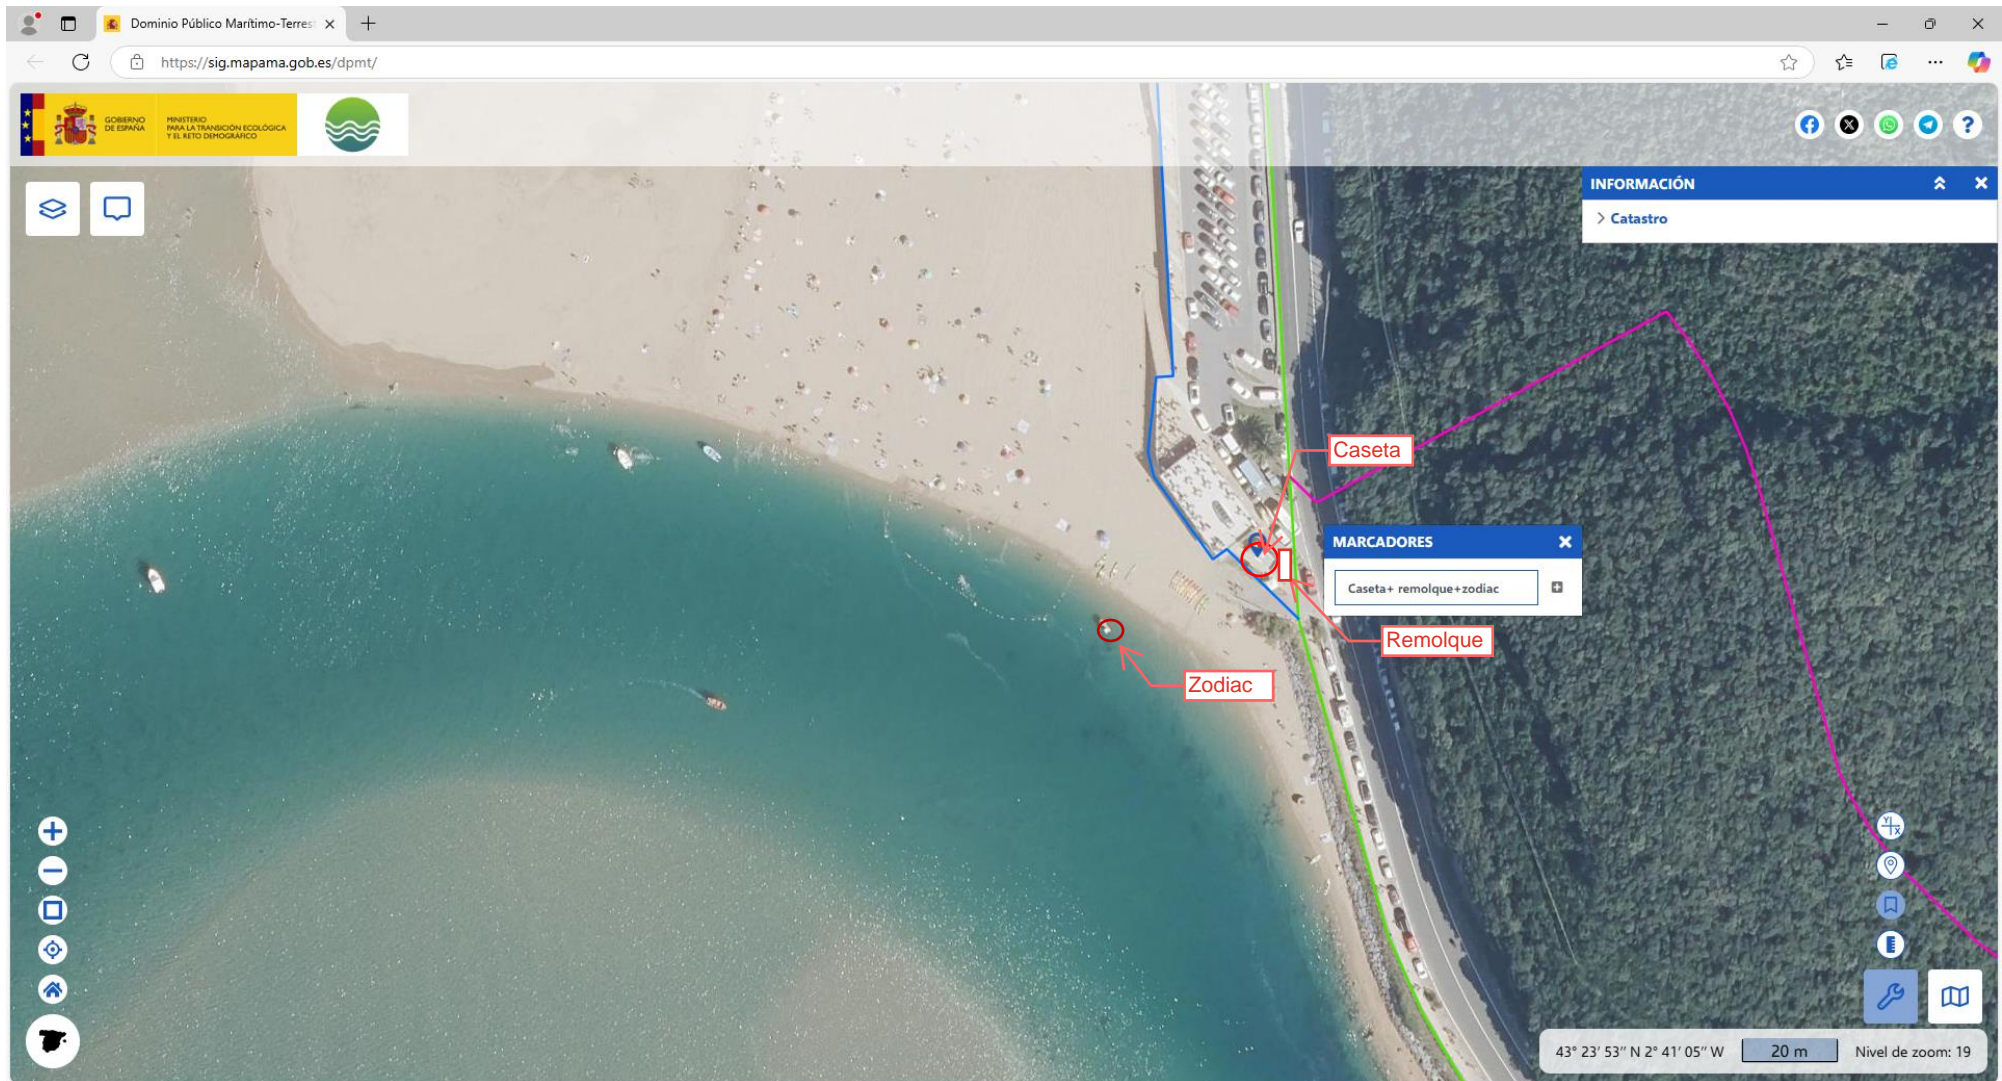 Dominio Público Marítimo-Terres
https://sig.mapama.gob.es/dpmt/
GOBIERNO
DE ESPAÑA
MINISTERIO
PARA LA TRANSICIÓN ECOLÓGICA
Y EL RETO DEMOGRÁFICO
INFORMACIÓN
Catastro
Caseta
MARCADORES
Caseta+ remolque+zodiac
Remolque
Zodiac
43° 23' 53'' N 2° 41' 05'' W
20 m
Nivel de zoom: 19